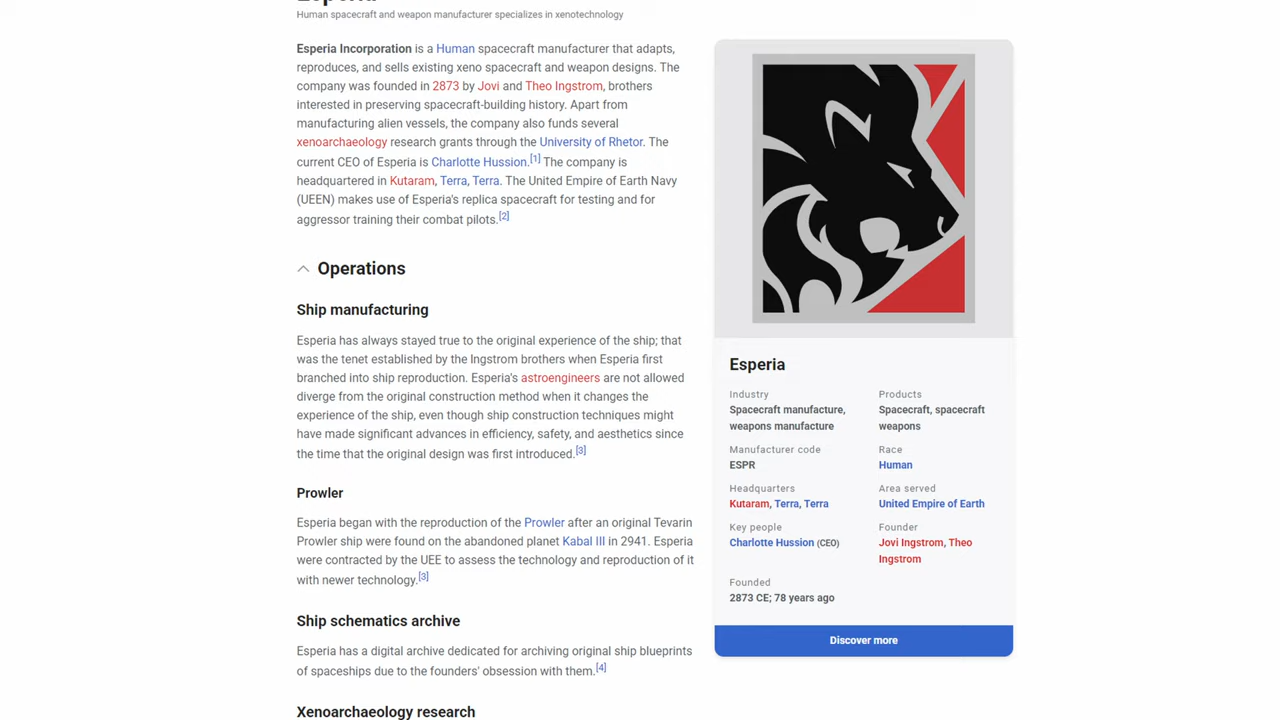 Human spacecraft and weapon manufacturer specializes in xenotechnology
Esperia Incorporation is a Human spacecraft manufacturer that adapts,
reproduces, and sells existing xeno spacecraft and weapon designs. The
company was founded in 2873 by Jovi and Theo Ingstrom, brothers
interested in preserving spacecraft-building history. Apart from
manufacturing alien vessels, the company also funds several
xenoarchaeology research grants through the University of Rhetor. The
current CEO of Esperia is Charlotte Hussion.[1] The company is
headquartered in Kutaram, Terra, Terra. The United Empire of Earth Navy
(UEEN) makes use of Esperia's replica spacecraft for testing and for
aggressor training their combat pilots.[2]
Operations
Ship manufacturing
Esperia has always stayed true to the original experience of the ship; that
was the tenet established by the Ingstrom brothers when Esperia first
branched into ship reproduction. Esperia's astroengineers are not allowed
diverge from the original construction method when it changes the
experience of the ship, even though ship construction techniques might
have made significant advances in efficiency, safety, and aesthetics since
the time that the original design was first introduced.[3]
Prowler
Esperia began with the reproduction of the Prowler after an original Tevarin
Prowler ship were found on the abandoned planet Kabal III in 2941. Esperia
were contracted by the UEE to assess the technology and reproduction of it
with newer technology.[3]
Ship schematics archive
Esperia has a digital archive dedicated for archiving original ship blueprints
of spaceships due to the founders' obsession with them.[4]
Xenoarchaeology research
Esperia
Industry
Spacecraft manufacture,
weapons manufacture
Products
Spacecraft, spacecraft
weapons
Manufacturer code
ESPR
Race
Human
Headquarters
Kutaram, Terra, Terra
Area served
United Empire of Earth
Key people
Charlotte Hussion (CEO)
Founder
Jovi Ingstrom, Theo
Ingstrom
Founded
2873 CE; 78 years ago
Discover more